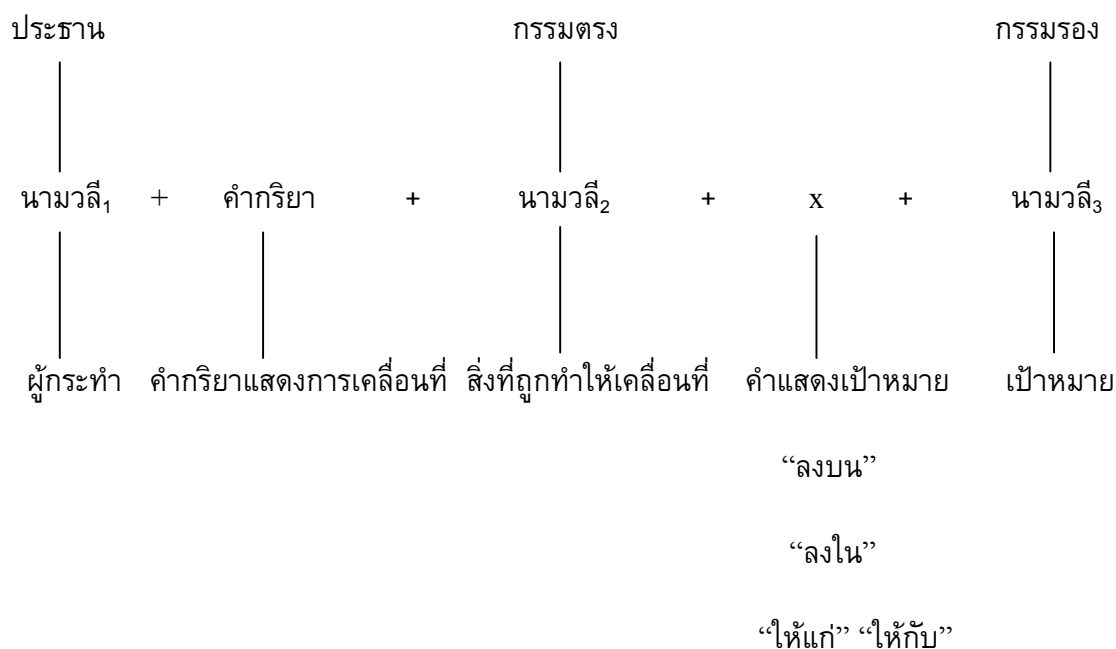 ประธาน กรรมตรง กรรมรอง
นามวลี₁ + คำกริยา + นามวลี₂ + x + นามวลี₃
ผู้กระทำ คำกริยาแสดงการเคลื่อนที่ สิ่งที่ถูกทำให้เคลื่อนที่ คำแสดงเป้าหมาย เป้าหมาย
“ลงบน”
“ลงใน”
“ให้แก่” “ให้กับ”